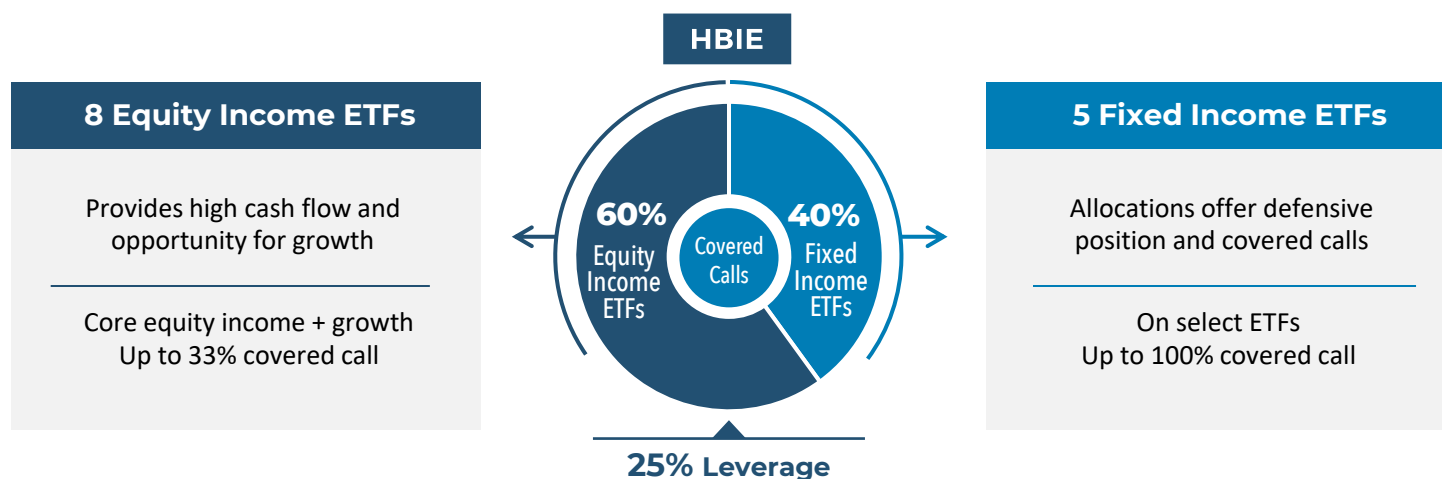 HBIE
8 Equity Income ETFs
Provides high cash flow and
opportunity for growth
Core equity income + growth
Up to 33% covered call
60%
Equity
Income
ETFs
Covered
Calls
40%
Fixed
Income
ETFs
25% Leverage
5 Fixed Income ETFs
Allocations offer defensive
position and covered calls
On select ETFs
Up to 100% covered call